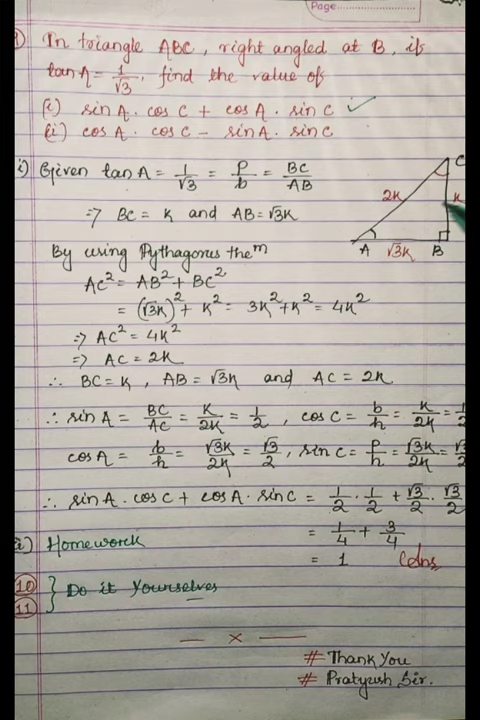 Page
9) In triangle ABC, right angled at B, if
tan A = 1/√3, find the value of
(i) sin A . cos C + cos A . sin C ✓
(ii) cos A . cos C - sin A . sin C
i) Given tan A = 1/√3 = p/b = BC/AB
=> BC = K and AB = √3K
C
2K
K
A √3K B
By using Pythagorus the^m
AC² = AB² + BC²
= (√3K)² + K² = 3K² + K² = 4K²
=> AC² = 4K²
=> AC = 2K
∴ BC = K, AB = √3K and AC = 2K
∴ sin A = BC/AC = K/2K = 1/2, cos C = b/h = K/2K = 1/2
cos A = b/h = √3K/2K = √3/2, sin C = p/h = √3K/2K = √3
∴ sin A . cos C + cos A . sin C = 1/2 . 1/2 + √3/2 . √3/2
= 1/4 + 3/4
= 1 Ans
ii) Homework
10 } Do it Yourselves
11
— × —
# Thank You
# Pratyush Sir.